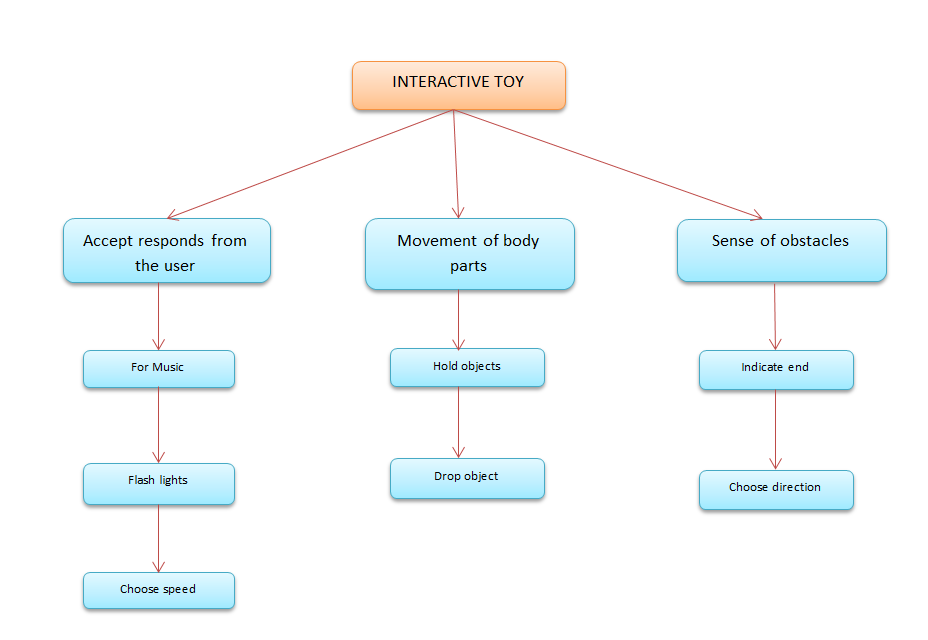 INTERACTIVE TOY
Accept responds from
the user
Movement of body
parts
Sense of obstacles
For Music
Hold objects
Indicate end
Flash lights
Drop object
Choose direction
Choose speed